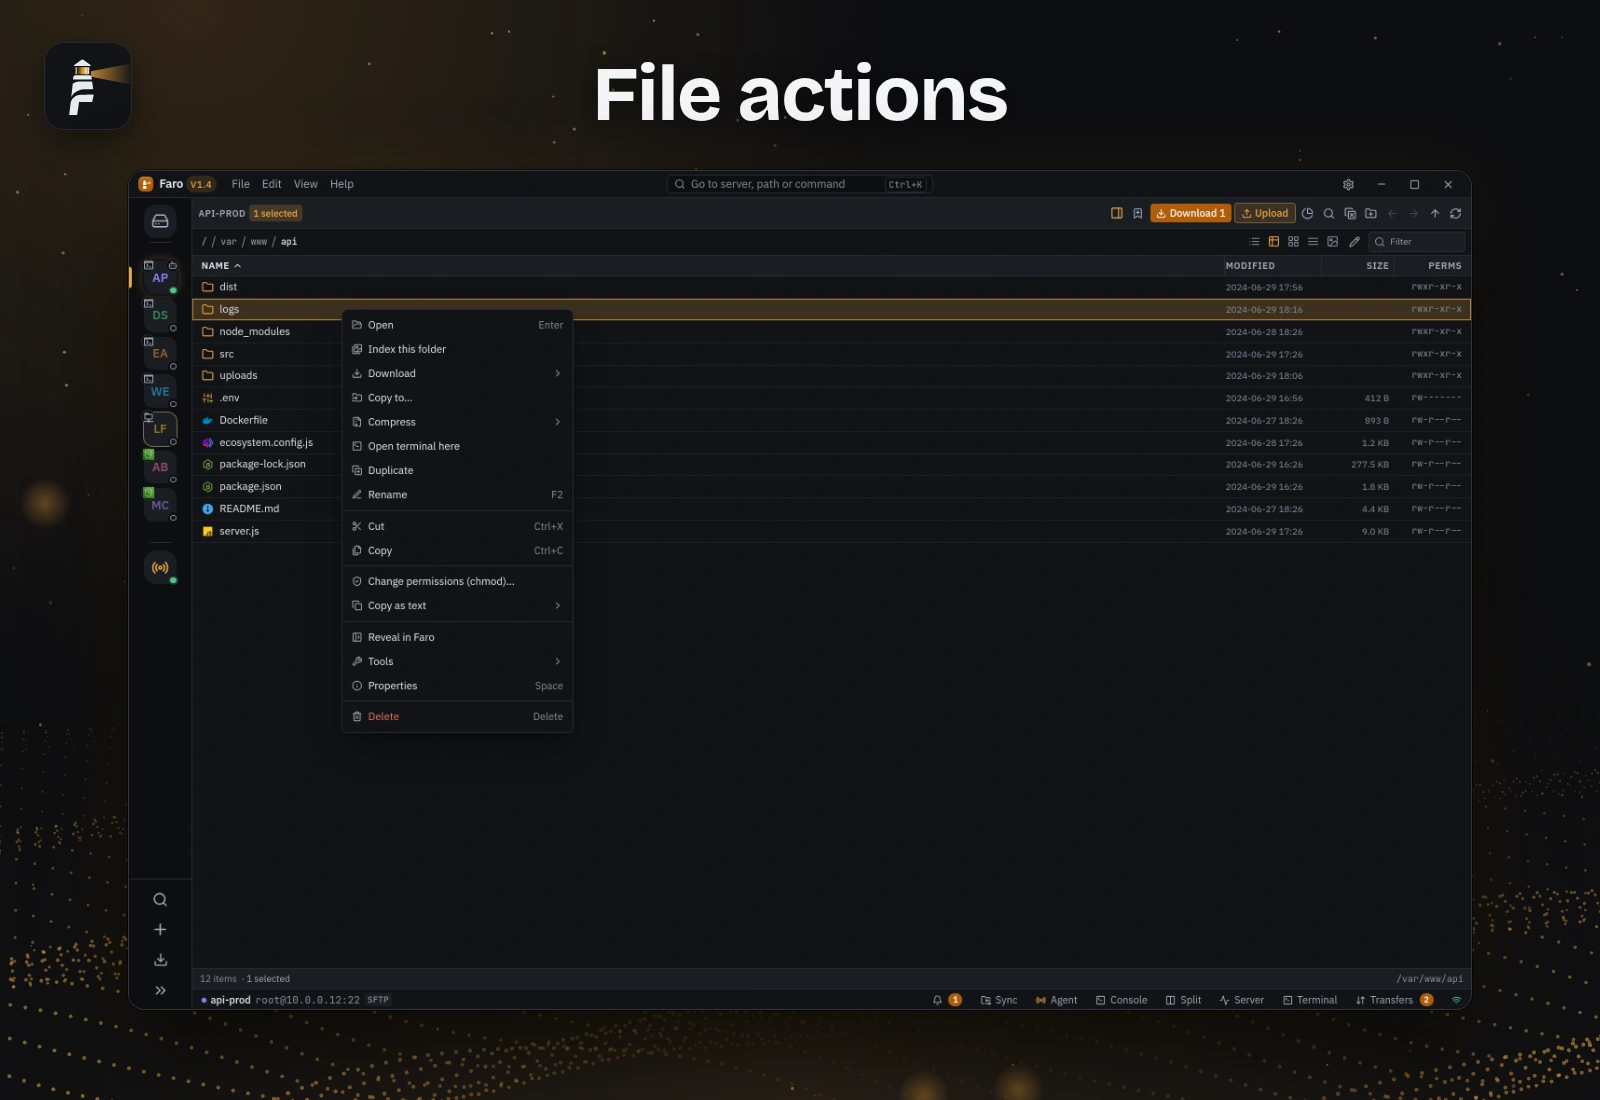 File actions
Faro V1.4 File Edit View Help Go to server, path or command Ctrl+K
API-PROD 1 selected Download 1 Upload
/ / var / www / api Filter
NAME MODIFIED SIZE PERMS
dist 2024-06-29 17:56 rwxr-xr-x
logs 2024-06-29 18:16 rwxr-xr-x
node_modules 2024-06-28 18:26 rwxr-xr-x
src 2024-06-29 17:26 rwxr-xr-x
uploads 2024-06-29 18:06 rwxr-xr-x
.env 2024-06-29 16:56 412 B rw-------
Dockerfile 2024-06-27 18:26 893 B rw-r--r--
ecosystem.config.js 2024-06-28 17:26 1.2 KB rw-r--r--
package-lock.json 2024-06-29 16:26 277.5 KB rw-r--r--
package.json 2024-06-29 16:26 1.8 KB rw-r--r--
README.md 2024-06-27 18:26 4.4 KB rw-r--r--
server.js 2024-06-29 17:26 9.0 KB rw-r--r--
AP
DS
EA
WE
LF
AB
MC
Open Enter
Index this folder
Download
Copy to...
Compress
Open terminal here
Duplicate
Rename F2
Cut Ctrl+X
Copy Ctrl+C
Change permissions (chmod)...
Copy as text
Reveal in Faro
Tools
Properties Space
Delete Delete
12 items · 1 selected /var/www/api
api-prod root@10.0.0.12:22 SFTP 1 Sync Agent Console Split Server Terminal Transfers 2